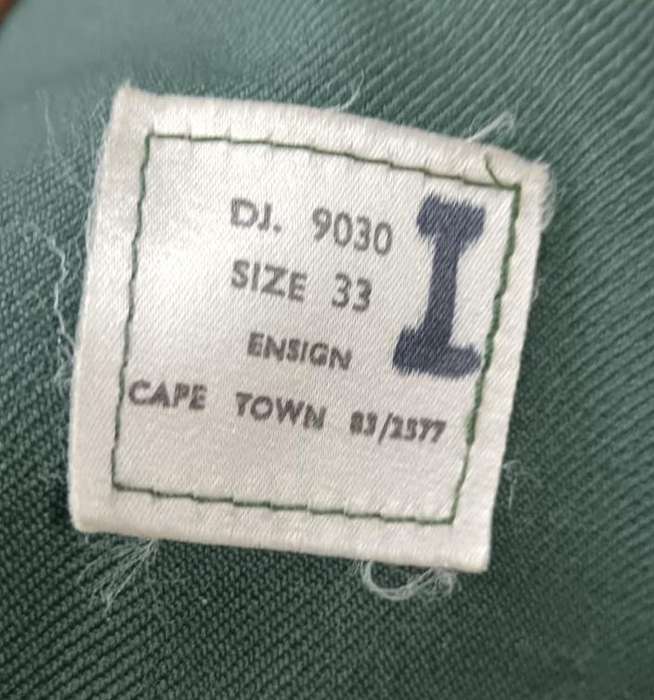 DJ. 9030
SIZE 33
I
ENSIGN
CAPE TOWN 83/2577